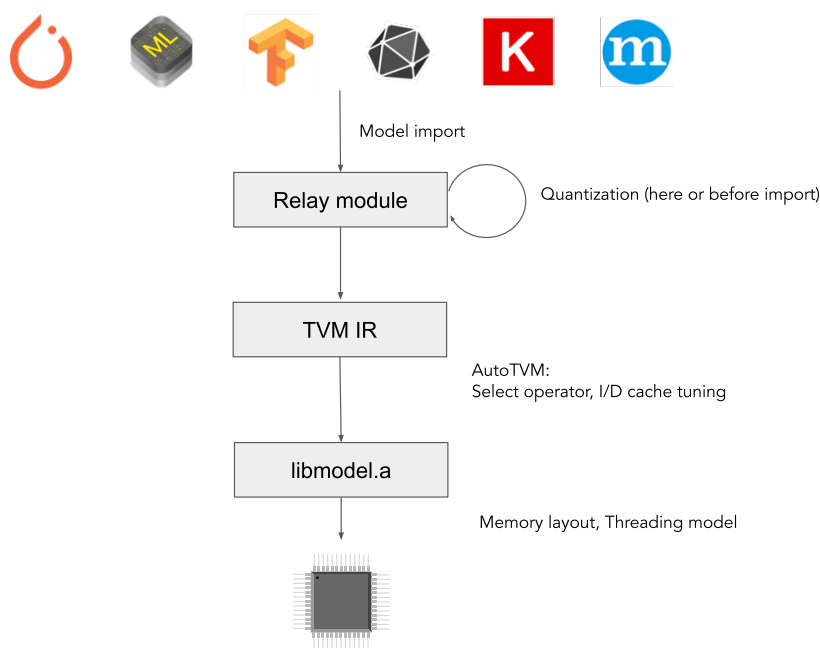 ML
K
m
Model import
Relay module
Quantization (here or before import)
TVM IR
AutoTVM:
Select operator, I/D cache tuning
libmodel.a
Memory layout, Threading model